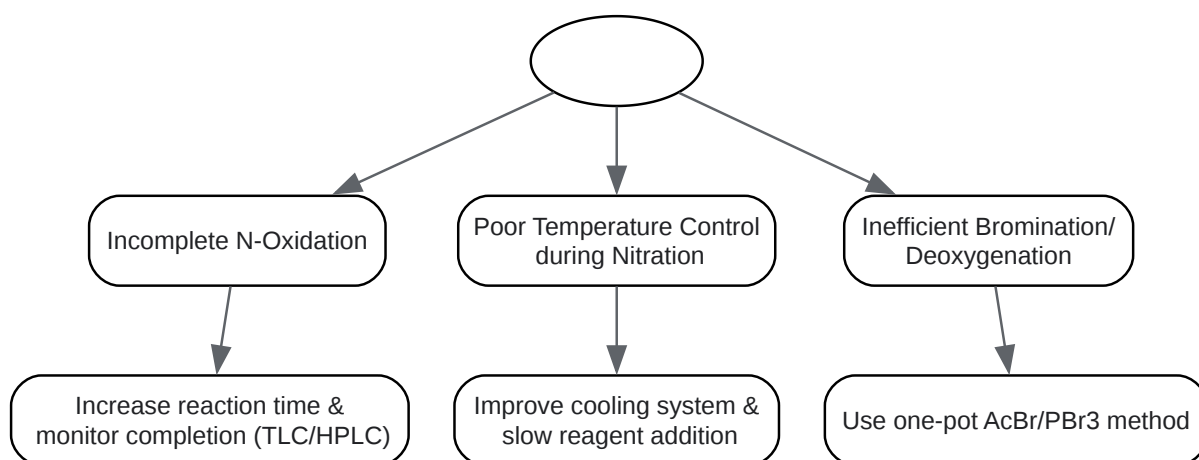 Incomplete N-Oxidation
Poor Temperature Control
during Nitration
Inefficient Bromination/
Deoxygenation
Increase reaction time &
monitor completion (TLC/HPLC)
Improve cooling system &
slow reagent addition
Use one-pot AcBr/PBr3 method